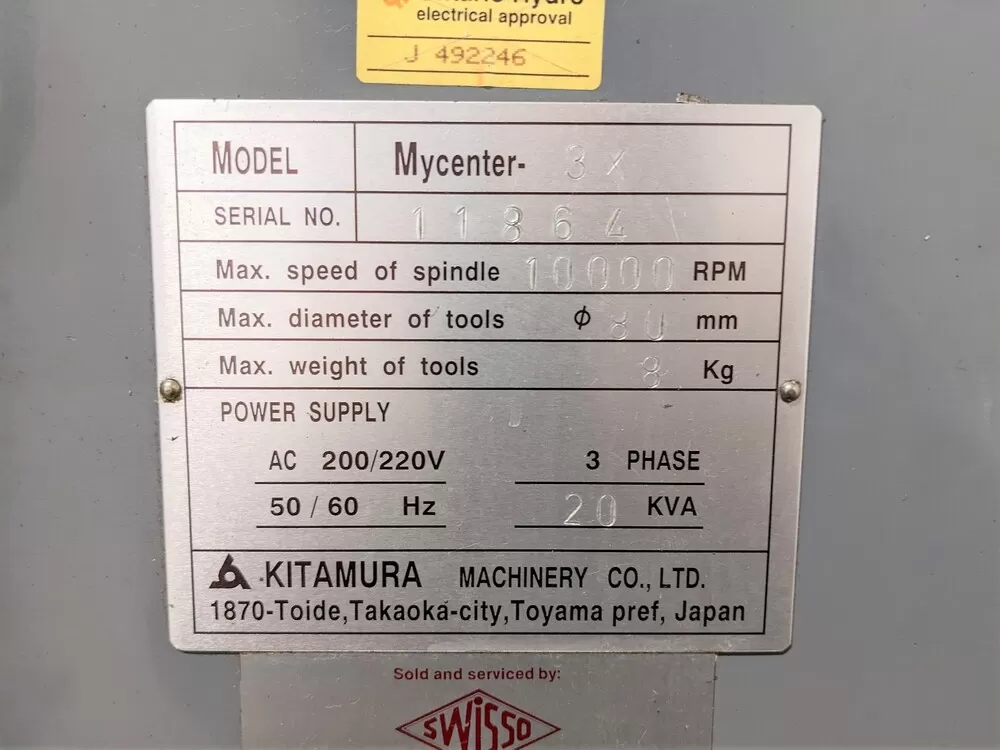 electrical approval
J 492246
MODEL Mycenter- 3X
SERIAL NO. 11864
Max. speed of spindle 10000 RPM
Max. diameter of tools ϕ 80 mm
Max. weight of tools 8 Kg
POWER SUPPLY
AC 200/220V 3 PHASE
50/60 Hz 20 KVA
KITAMURA MACHINERY CO., LTD.
1870-Toide,Takaoka-city,Toyama pref, Japan
Sold and serviced by:
SWISSO